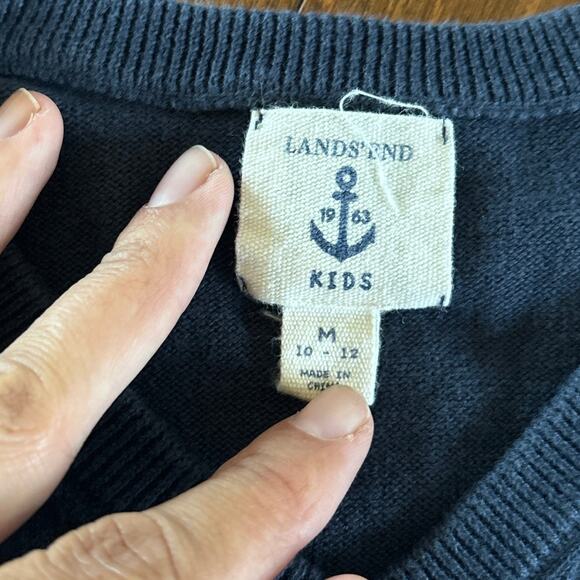 LANDS' END
19 63
KIDS
M
10 - 12
MADE IN
CHINA